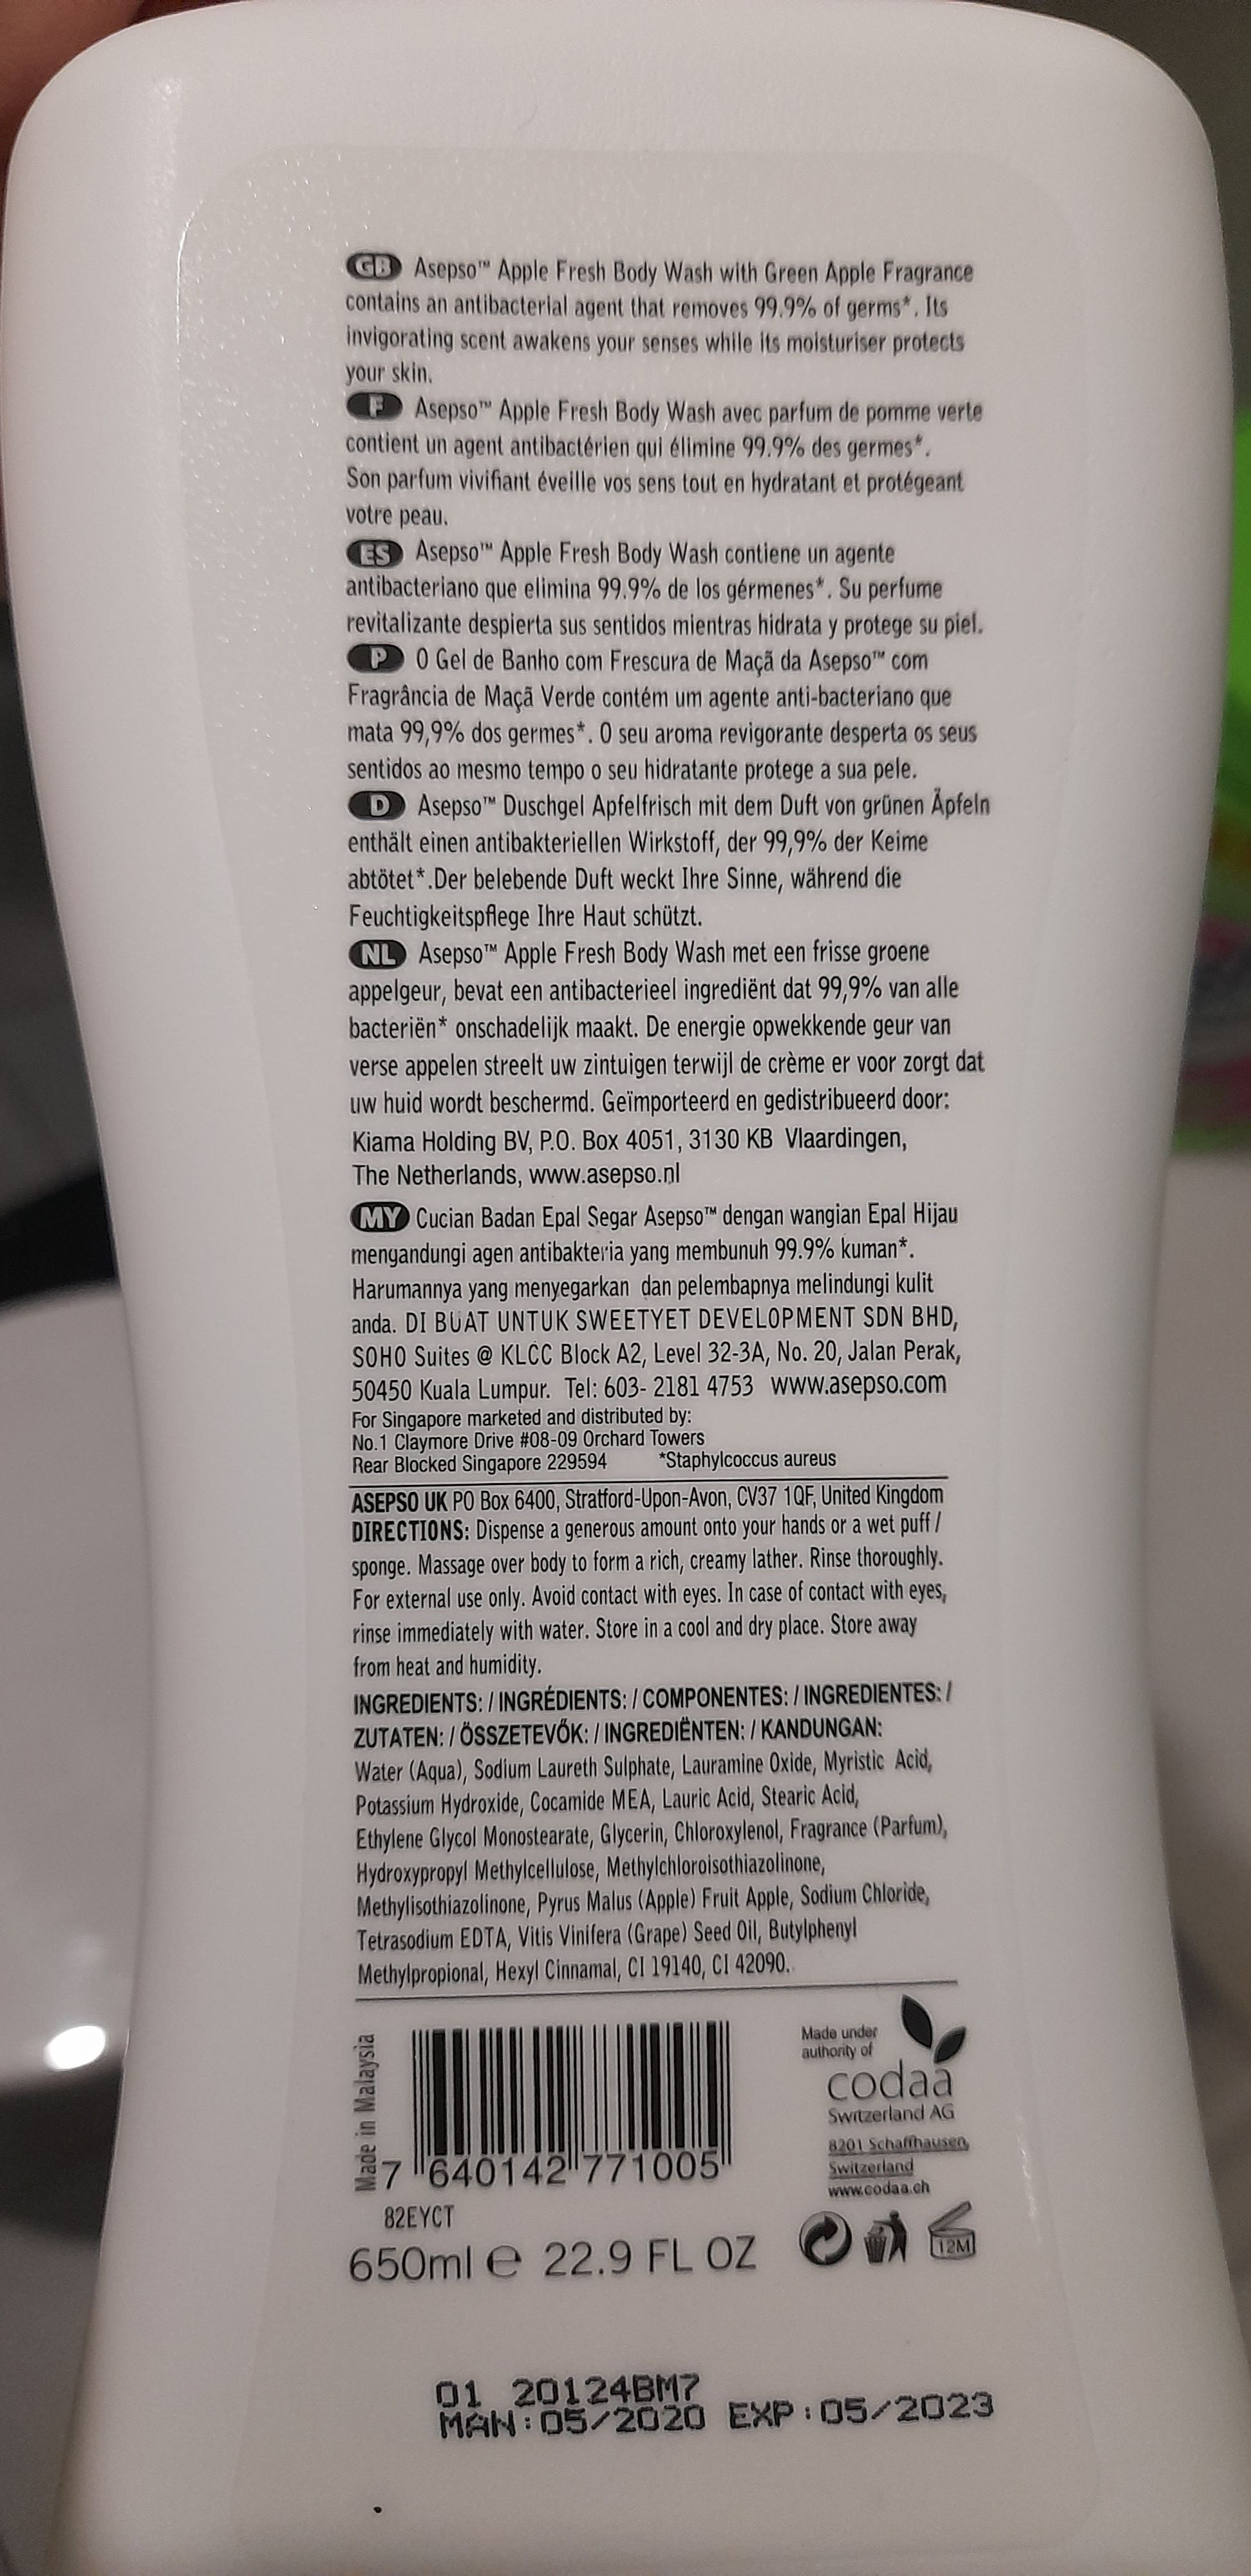 GB Asepso™ Apple Fresh Body Wash with Green Apple Fragrance
contains an antibacterial agent that removes 99.9% of germs*. Its
invigorating scent awakens your senses while its moisturiser protects
your skin.
F Asepso™ Apple Fresh Body Wash avec parfum de pomme verte
contient un agent antibactérien qui élimine 99.9% des germes*.
Son parfum vivifiant éveille vos sens tout en hydratant et protégeant
votre peau.
ES Asepso™ Apple Fresh Body Wash contiene un agente
antibacteriano que elimina 99.9% de los gérmenes*. Su perfume
revitalizante despierta sus sentidos mientras hidrata y protege su piel.
P O Gel de Banho com Frescura de Maçã da Asepso™ com
Fragrância de Maçã Verde contém um agente anti-bacteriano que
mata 99,9% dos germes*. O seu aroma revigorante desperta os seus
sentidos ao mesmo tempo o seu hidratante protege a sua pele.
D Asepso™ Duschgel Apfelfrisch mit dem Duft von grünen Äpfeln
enthält einen antibakteriellen Wirkstoff, der 99,9% der Keime
abtötet*.Der belebende Duft weckt Ihre Sinne, während die
Feuchtigkeitspflege Ihre Haut schützt.
NL Asepso™ Apple Fresh Body Wash met een frisse groene
appelgeur, bevat een antibacterieel ingrediënt dat 99,9% van alle
bacteriën* onschadelijk maakt. De energie opwekkende geur van
verse appelen streelt uw zintuigen terwijl de crème er voor zorgt dat
uw huid wordt beschermd. Geïmporteerd en gedistribueerd door:
Kiama Holding BV, P.O. Box 4051, 3130 KB Vlaardingen,
The Netherlands, www.asepso.nl
MY Cucian Badan Epal Segar Asepso™ dengan wangian Epal Hijau
mengandungi agen antibakteria yang membunuh 99.9% kuman*.
Harumannya yang menyegarkan dan pelembapnya melindungi kulit
anda. DI BUAT UNTUK SWEETYET DEVELOPMENT SDN BHD,
SOHO Suites @ KLCC Block A2, Level 32-3A, No. 20, Jalan Perak,
50450 Kuala Lumpur. Tel: 603- 2181 4753 www.asepso.com
For Singapore marketed and distributed by:
No.1 Claymore Drive #08-09 Orchard Towers
Rear Blocked Singapore 229594 *Staphylcoccus aureus
ASEPSO UK PO Box 6400, Stratford-Upon-Avon, CV37 1QF, United Kingdom
DIRECTIONS: Dispense a generous amount onto your hands or a wet puff /
sponge. Massage over body to form a rich, creamy lather. Rinse thoroughly.
For external use only. Avoid contact with eyes. In case of contact with eyes,
rinse immediately with water. Store in a cool and dry place. Store away
from heat and humidity.
INGREDIENTS: / INGRÉDIENTS: / COMPONENTES: / INGREDIENTES: /
ZUTATEN: / ÖSSZETEVŐK: / INGREDIËNTEN: / KANDUNGAN:
Water (Aqua), Sodium Laureth Sulphate, Lauramine Oxide, Myristic Acid,
Potassium Hydroxide, Cocamide MEA, Lauric Acid, Stearic Acid,
Ethylene Glycol Monostearate, Glycerin, Chloroxylenol, Fragrance (Parfum),
Hydroxypropyl Methylcellulose, Methylchloroisothiazolinone,
Methylisothiazolinone, Pyrus Malus (Apple) Fruit Apple, Sodium Chloride,
Tetrasodium EDTA, Vitis Vinifera (Grape) Seed Oil, Butylphenyl
Methylpropional, Hexyl Cinnamal, CI 19140, CI 42090.
Made in Malaysia
7 640142 771005
82EYCT
Made under
authority of
codaa
Switzerland AG
8201 Schaffhausen,
Switzerland
www.codaa.ch
650ml e 22.9 FL OZ
12M
01 20124BM7
MAN:05/2020 EXP:05/2023